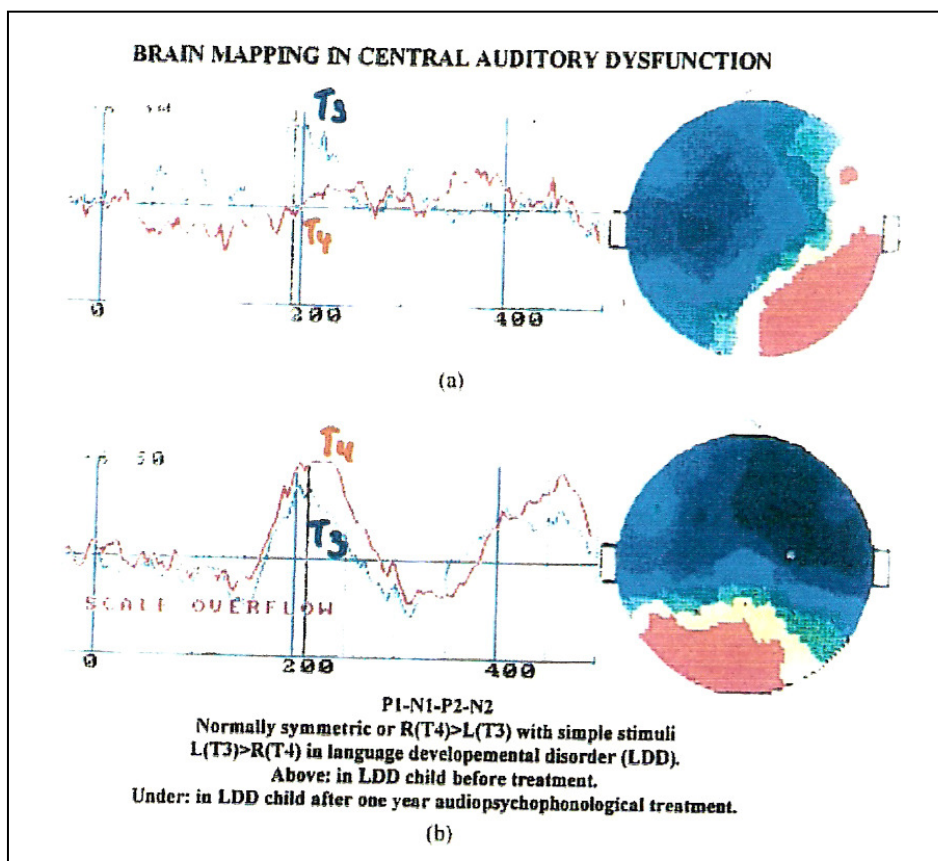 BRAIN MAPPING IN CENTRAL AUDITORY DYSFUNCTION
T3
T4
0 200 400
(a)
50
T4
T3
SCALE OVERFLOW
0 200 400
P1-N1-P2-N2
Normally symmetric or R(T4)>L(T3) with simple stimuli
L(T3)>R(T4) in language developemental disorder (LDD).
Above: in LDD child before treatment.
Under: in LDD child after one year audiopsychophonological treatment.
(b)